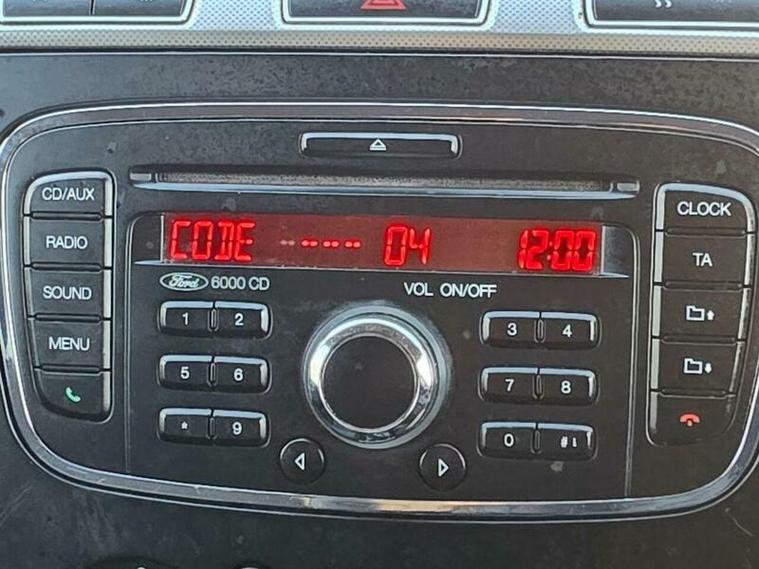 CD/AUX
RADIO
SOUND
MENU
CODE ----- 04 12:00
Ford 6000 CD
VOL ON/OFF
1 2
3 4
5 6
7 8
* 9
0 #
CLOCK
TA